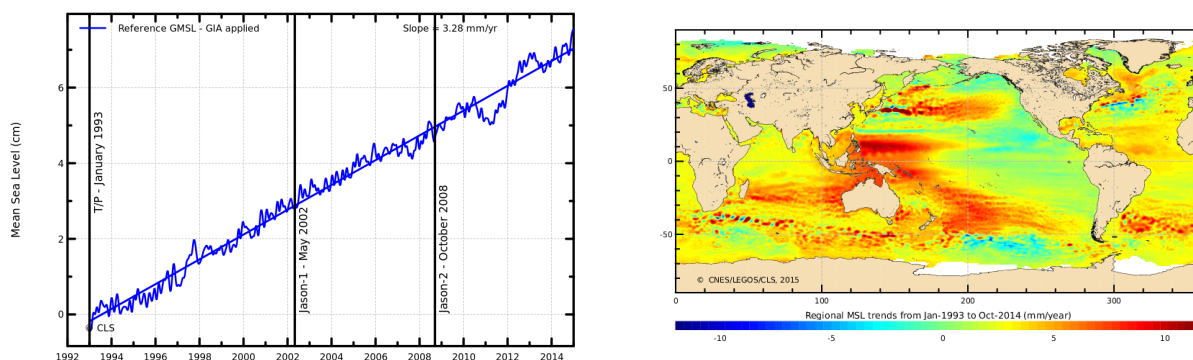 Reference GMSL - GIA applied
Slope = 3.28 mm/yr
Mean Sea Level (cm)
6
4
2
0
T/P - January 1993
Jason-1 - May 2002
Jason-2 - October 2008
© CLS
1992 1994 1996 1998 2000 2002 2004 2006 2008 2010 2012 2014
50
0
-50
© CNES/LEGOS/CLS, 2015
0 100 200 300
Regional MSL trends from Jan-1993 to Oct-2014 (mm/year)
-10 -5 0 5 10